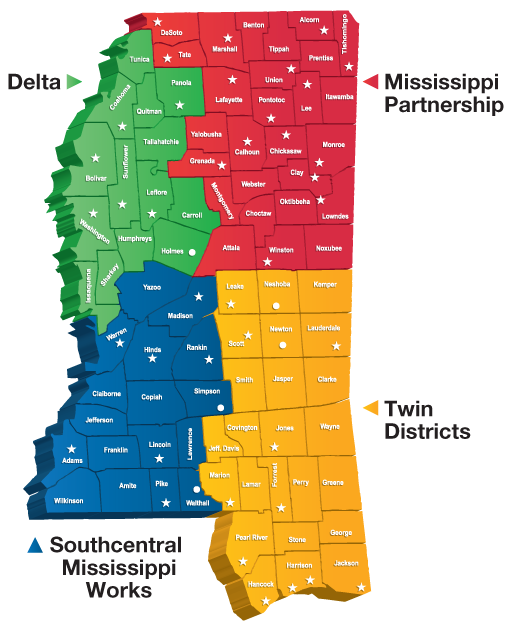 Alcorn
Benton
Tishomingo
DeSoto
Marshall
Tippah
Prentiss
Tunica
Tate
Delta
Mississippi
Partnership
Panola
Union
Coahoma
Lafayette
Pontotoc
Lee
Itawamba
Quitman
Yalobusha
Tallahatchie
Calhoun
Chickasaw
Monroe
Sunflower
Grenada
Bolivar
Clay
Webster
Leflore
Montgomery
Oktibbeha
Carroll
Choctaw
Lowndes
Washington
Humphreys
Holmes
Attala
Winston
Noxubee
Issaquena
Sharkey
Yazoo
Leake
Neshoba
Kemper
Madison
Warren
Hinds
Rankin
Scott
Newton
Lauderdale
Smith
Jasper
Clarke
Claiborne
Copiah
Simpson
Twin
Districts
Jefferson
Covington
Jones
Wayne
Adams
Franklin
Lincoln
Lawrence
Jeff. Davis
Marion
Lamar
Forrest
Perry
Greene
Wilkinson
Amite
Pike
Walthall
Southcentral
Mississippi
Works
Pearl River
Stone
George
Hancock
Harrison
Jackson